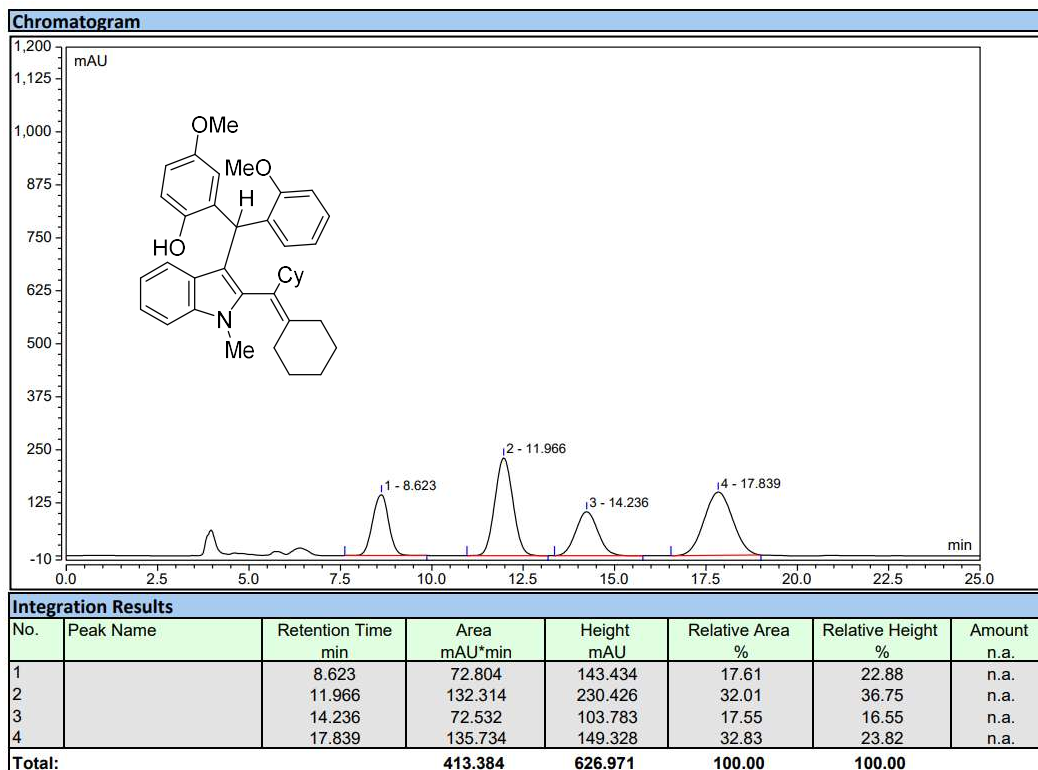 Chromatogram
1,200
mAU
1,125
1,000
875
750
625
500
375
250
125
-10
OMe
MeO
H
HO
Cy
N
Me
1 - 8.623
2 - 11.966
3 - 14.236
4 - 17.839
min
0.0 2.5 5.0 7.5 10.0 12.5 15.0 17.5 20.0 22.5 25.0
Integration Results
No. Peak Name Retention Time Area Height Relative Area Relative Height Amount
min mAU*min mAU % % n.a.
1 8.623 72.804 143.434 17.61 22.88 n.a.
2 11.966 132.314 230.426 32.01 36.75 n.a.
3 14.236 72.532 103.783 17.55 16.55 n.a.
4 17.839 135.734 149.328 32.83 23.82 n.a.
Total: 413.384 626.971 100.00 100.00